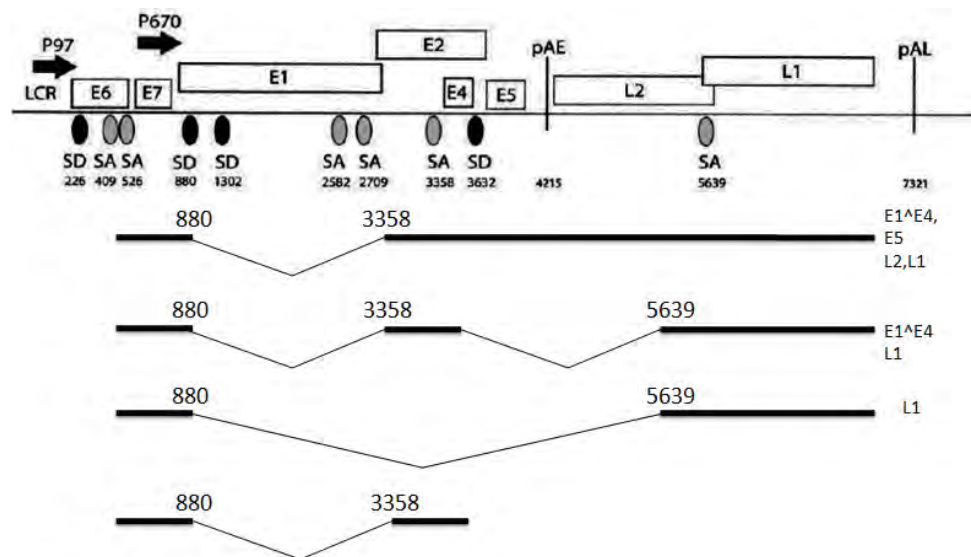 P97
P670
LCR
E6
E7
E1
E2
E4
E5
pAE
L2
L1
pAL
SD SA SA SD SD SA SA SA SD SA
226 409 526 880 1302 2582 2709 3358 3632 4215 5639 7321
880 3358
E1^E4,
E5
L2,L1
880 3358 5639
E1^E4
L1
880 5639
L1
880 3358